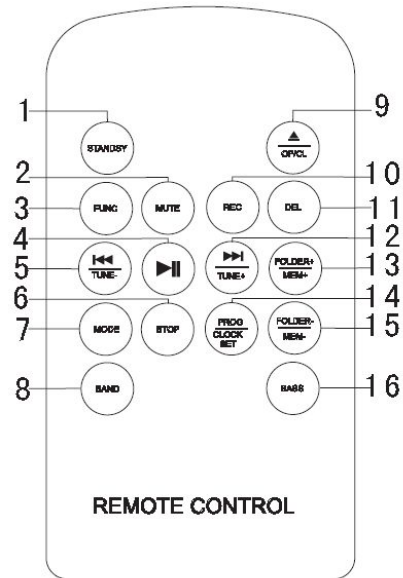 1
9
STANDBY
▲
OP/CL
2
10
3
FUNC
MUTE
REC
DEL
11
4
12
5
TUNE-
TUNE+
FOLDER+
MEM+
13
6
14
7
MODE
STOP
PROG
CLOCK
SET
FOLDER-
MEM-
15
8
BAND
BASS
16
REMOTE CONTROL